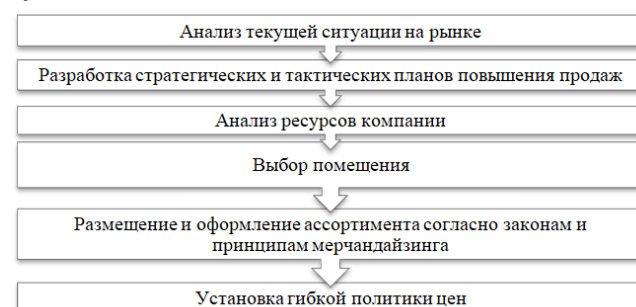 Анализ текущей ситуации на рынке
Разработка стратегических и тактических планов повышения продаж
Анализ ресурсов компании
Выбор помещения
Размещение и оформление ассортимента согласно законам и
принципам мерчандайзинга
Установка гибкой политики цен